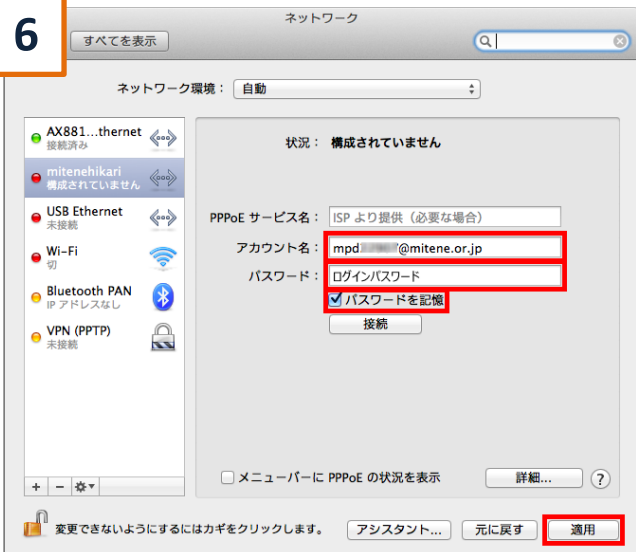 6
ネットワーク
すべてを表示
ネットワーク環境： 自動
AX881...thernet
接続済み
mitenehikari
構成されていません
USB Ethernet
未接続
Wi-Fi
切
Bluetooth PAN
IP アドレスなし
VPN (PPTP)
未接続
状況： 構成されていません
PPPoE サービス名： ISP より提供（必要な場合）
アカウント名： mpd @mitene.or.jp
パスワード： ログインパスワード
パスワードを記憶
接続
メニューバーに PPPoE の状況を表示
詳細... ?
変更できないようにするにはカギをクリックします。
アシスタント... 元に戻す 適用